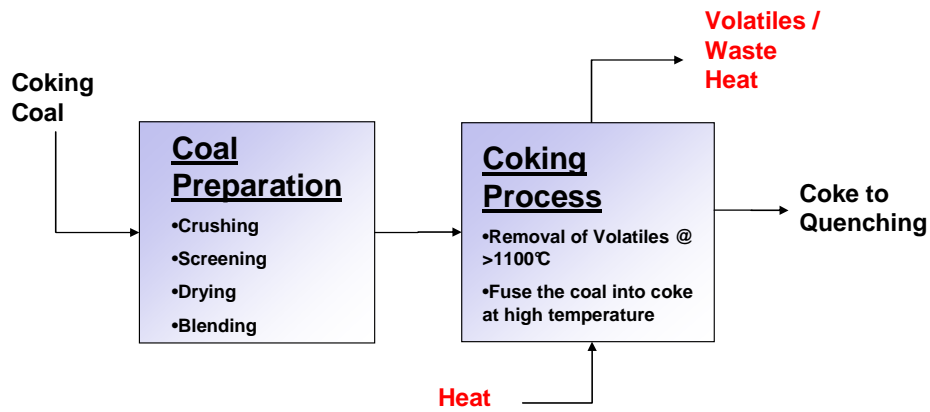 Coking
Coal
Coal
Preparation
•Crushing
•Screening
•Drying
•Blending
Coking
Process
•Removal of Volatiles @
>1100℃
•Fuse the coal into coke
at high temperature
Volatiles /
Waste
Heat
Coke to
Quenching
Heat